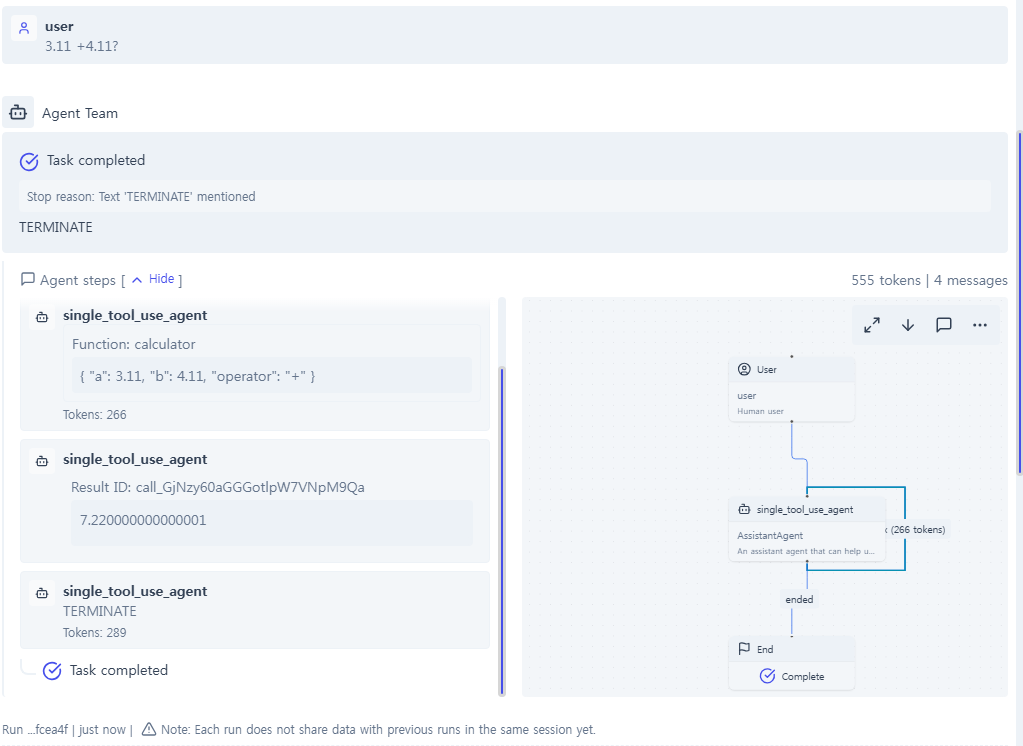 user
3.11 +4.11?
Agent Team
Task completed
Stop reason: Text 'TERMINATE' mentioned
TERMINATE
Agent steps [ Hide ]
555 tokens | 4 messages
single_tool_use_agent
Function: calculator
{ "a": 3.11, "b": 4.11, "operator": "+" }
Tokens: 266
single_tool_use_agent
Result ID: call_GjNzy60aGGGotlpW7VNpM9Qa
7.220000000000001
single_tool_use_agent
TERMINATE
Tokens: 289
Task completed
User
user
Human user
single_tool_use_agent
AssistantAgent
An assistant agent that can help u...
(266 tokens)
ended
End
Complete
Run ...fcea4f | just now | Note: Each run does not share data with previous runs in the same session yet.